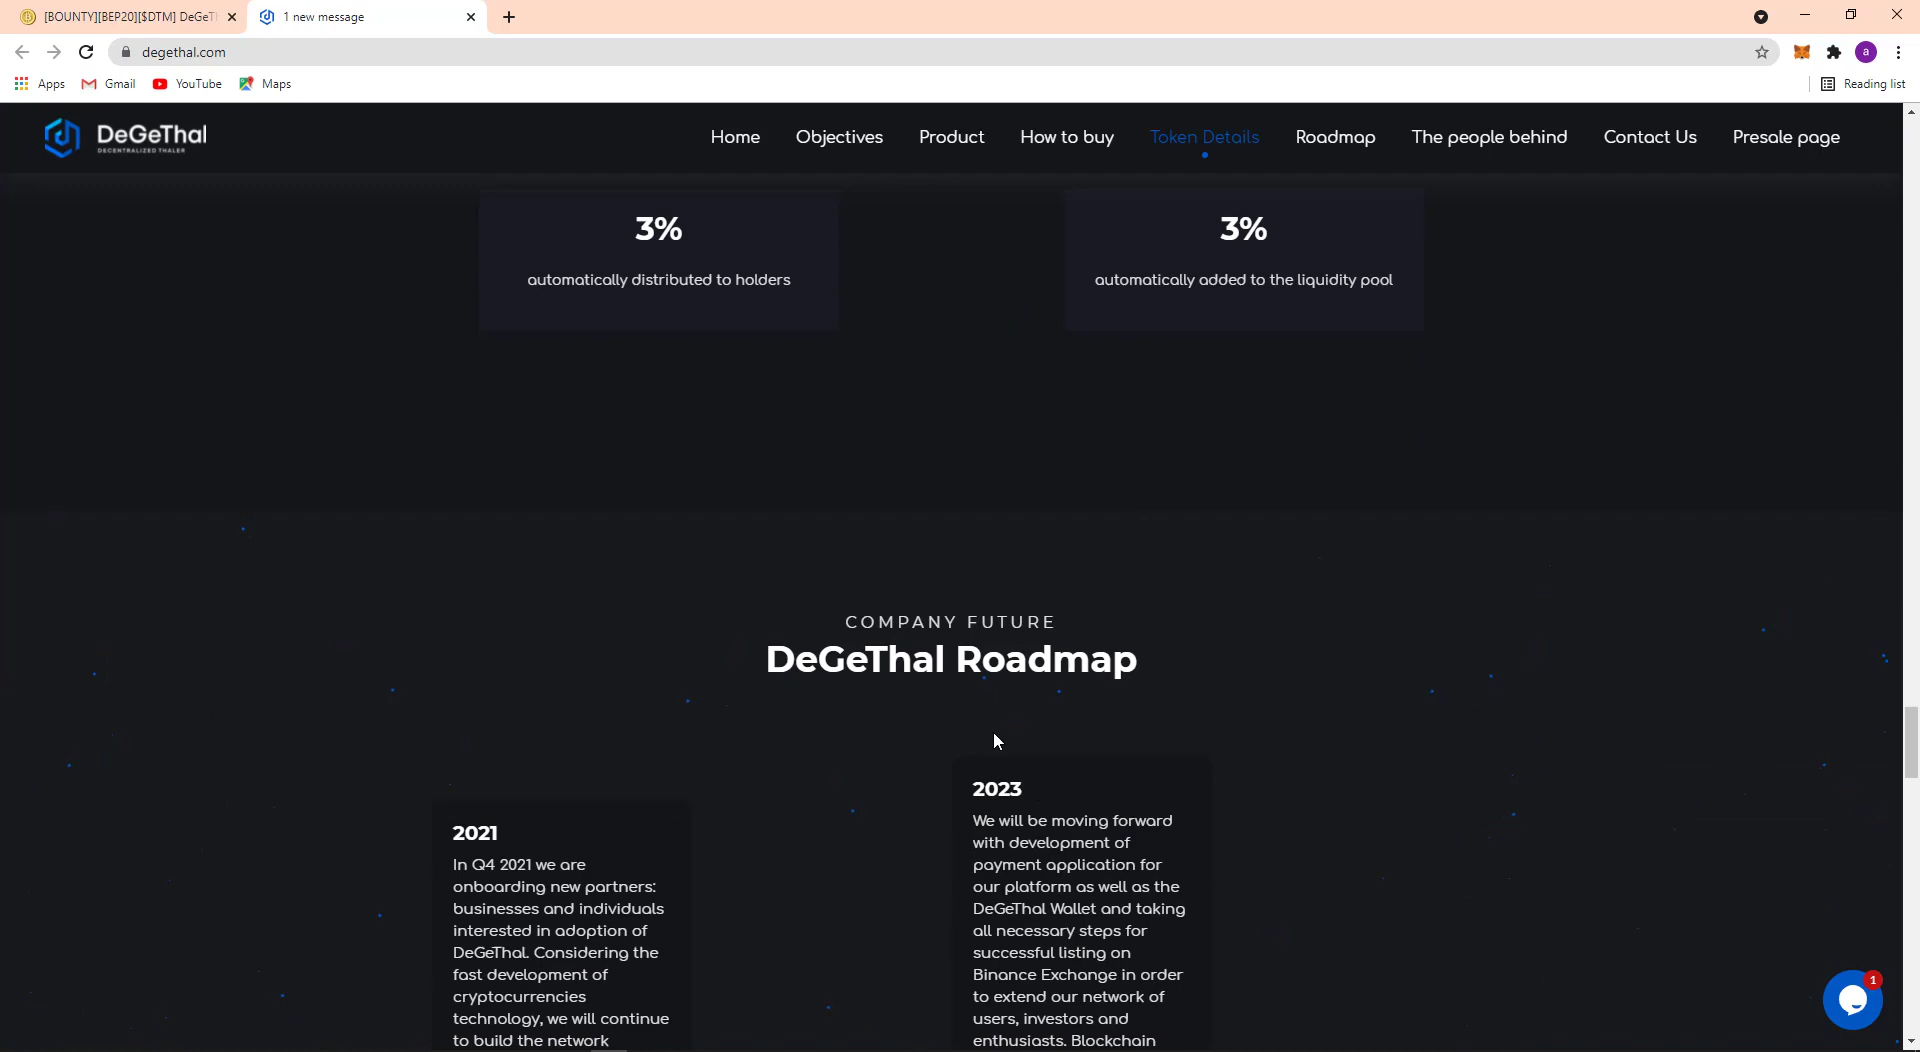 [BOUNTY][BEP20][$DTM] DeGeTh
1 new message
degethal.com
a
Apps
Gmail
YouTube
Maps
Reading list
DeGeThal
DECENTRALIZED THALER
Home
Objectives
Product
How to buy
Token Details
Roadmap
The people behind
Contact Us
Presale page
3%
automatically distributed to holders
3%
automatically added to the liquidity pool
COMPANY FUTURE
DeGeThal Roadmap
2021
In Q4 2021 we are
onboarding new partners:
businesses and individuals
interested in adoption of
DeGeThal. Considering the
fast development of
cryptocurrencies
technology, we will continue
to build the network
2023
We will be moving forward
with development of
payment application for
our platform as well as the
DeGeThal Wallet and taking
all necessary steps for
successful listing on
Binance Exchange in order
to extend our network of
users, investors and
enthusiasts. Blockchain
1